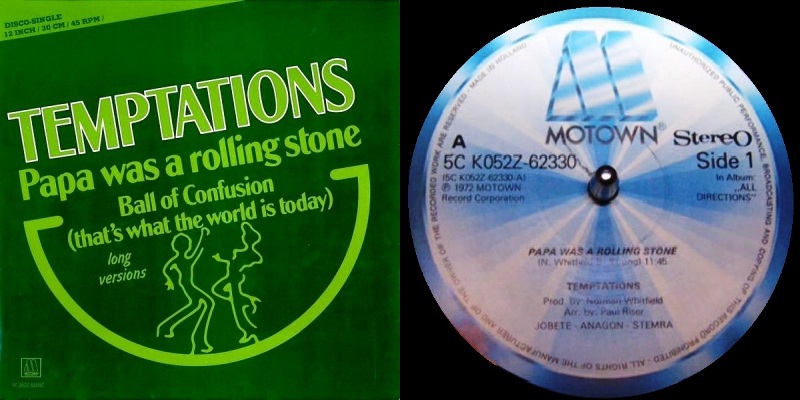 DISCO-SINGLE
12 INCH / 30 CM / 45 RPM /
TEMPTATIONS
Papa was a rolling stone
Ball of Confusion
(that's what the world is today)
long
versions
MADE IN HOLLAND
UNAUTHORIZED PUBLIC PERFORMANCE, BROADCASTING AND COPYING OF THIS RECORD PROHIBITED - ALL RIGHTS OF THE MANUFACTURER AND OF THE OWNER OF THE RECORDED WORK ARE RESERVED -
MOTOWN®
A
Stereo
5C K052Z-62330
Side 1
(5C K052Z-62330-A)
In Album:
℗ 1972 MOTOWN
„ALL
Record Corporation
DIRECTIONS"
PAPA WAS A ROLLING STONE
(N. Whitfield 11:45
TEMPTATIONS
Prod. by: Norman Whitfield
Arr. by: Paul Riser
JOBETE - ANAGON - STEMRA